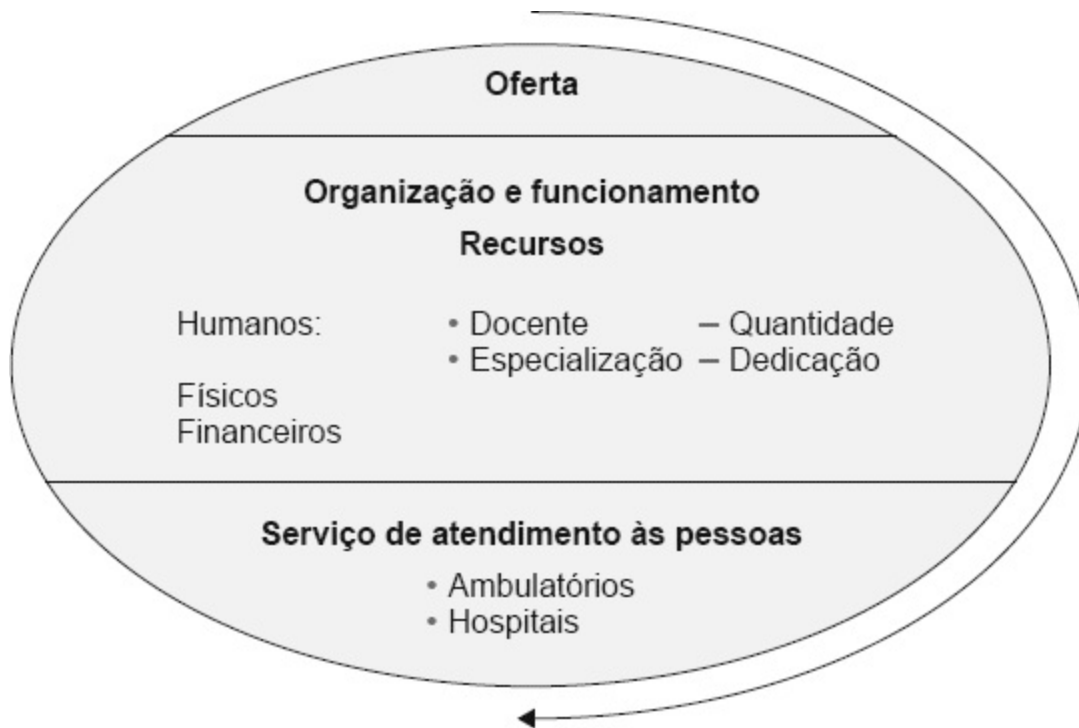 Oferta
Organização e funcionamento
Recursos
Humanos: • Docente – Quantidade
• Especialização – Dedicação
Físicos
Financeiros
Serviço de atendimento às pessoas
• Ambulatórios
• Hospitais